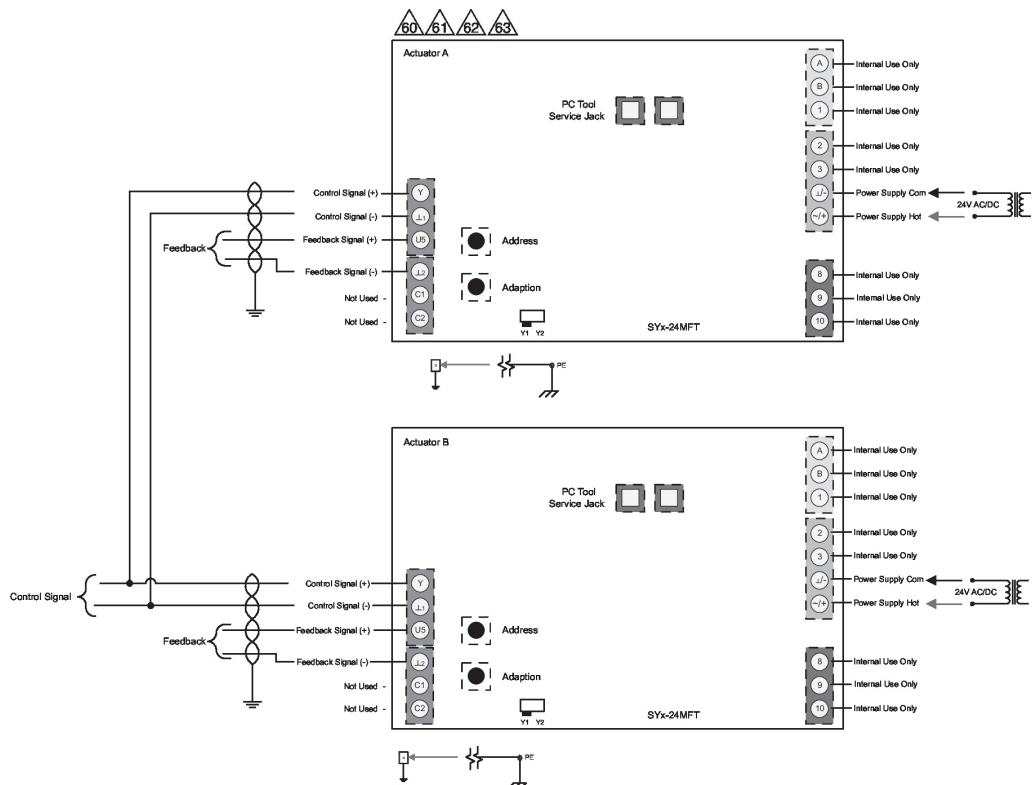 60 61 62 63
Actuator A
A Internal Use Only
B Internal Use Only
PC Tool
Service Jack
1 Internal Use Only
2 Internal Use Only
3 Internal Use Only
Control Signal (+) Y
⊥/- Power Supply Com
24V AC/DC
Control Signal (-) ⊥1
~/+ Power Supply Hot
Feedback
Feedback Signal (+) U5
Address
Feedback Signal (-) ⊥2
8 Internal Use Only
Not Used - C1
Adaption
9 Internal Use Only
Not Used - C2
Y1 Y2
SYx-24MFT
10 Internal Use Only
PE
Actuator B
A Internal Use Only
B Internal Use Only
PC Tool
Service Jack
1 Internal Use Only
2 Internal Use Only
3 Internal Use Only
Control Signal
Control Signal (+) Y
⊥/- Power Supply Com
24V AC/DC
Control Signal (-) ⊥1
~/+ Power Supply Hot
Feedback
Feedback Signal (+) U5
Address
Feedback Signal (-) ⊥2
8 Internal Use Only
Not Used - C1
Adaption
9 Internal Use Only
Not Used - C2
Y1 Y2
SYx-24MFT
10 Internal Use Only
PE